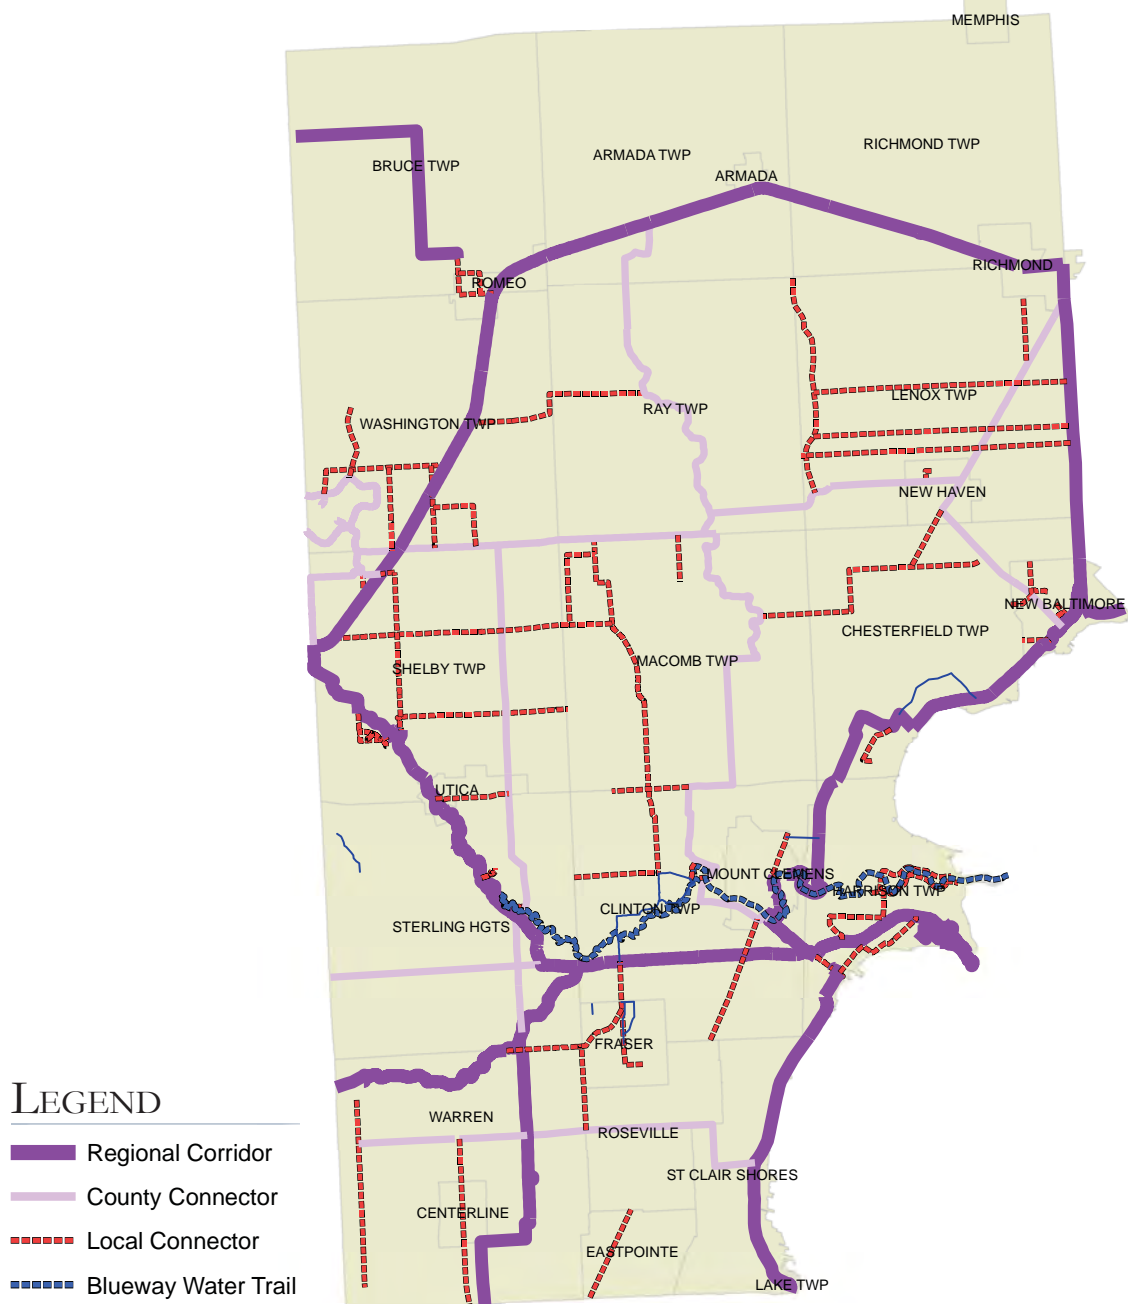 MEMPHIS
RICHMOND TWP
ARMADA TWP
BRUCE TWP
ARMADA
RICHMOND
ROMEO
LENOX TWP
RAY TWP
WASHINGTON TWP
NEW HAVEN
NEW BALTIMORE
CHESTERFIELD TWP
MACOMB TWP
SHELBY TWP
UTICA
MOUNT CLEMENS
HARRISON TWP
CLINTON TWP
STERLING HGTS
FRASER
WARREN
ROSEVILLE
ST CLAIR SHORES
CENTERLINE
EASTPOINTE
LAKE TWP
LEGEND
Regional Corridor
County Connector
Local Connector
Blueway Water Trail